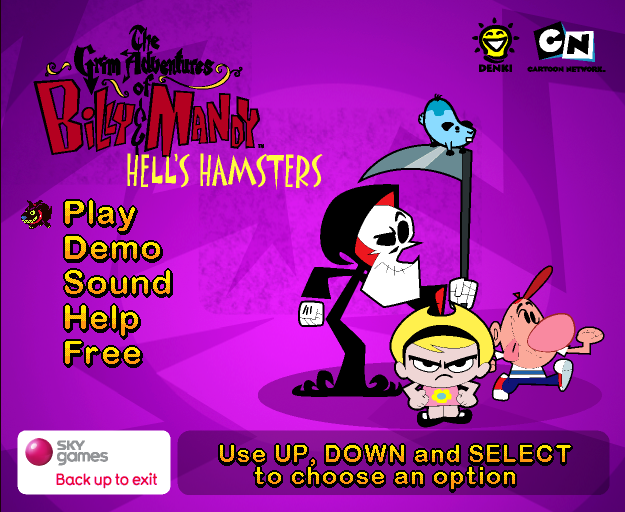 The
Grim Adventures
of
Billy & Mandy™
HELL'S HAMSTERS
DENKI
CN
CARTOON NETWORK
Play
Demo
Sound
Help
Free
sky
games
Back up to exit
Use UP, DOWN and SELECT
to choose an option